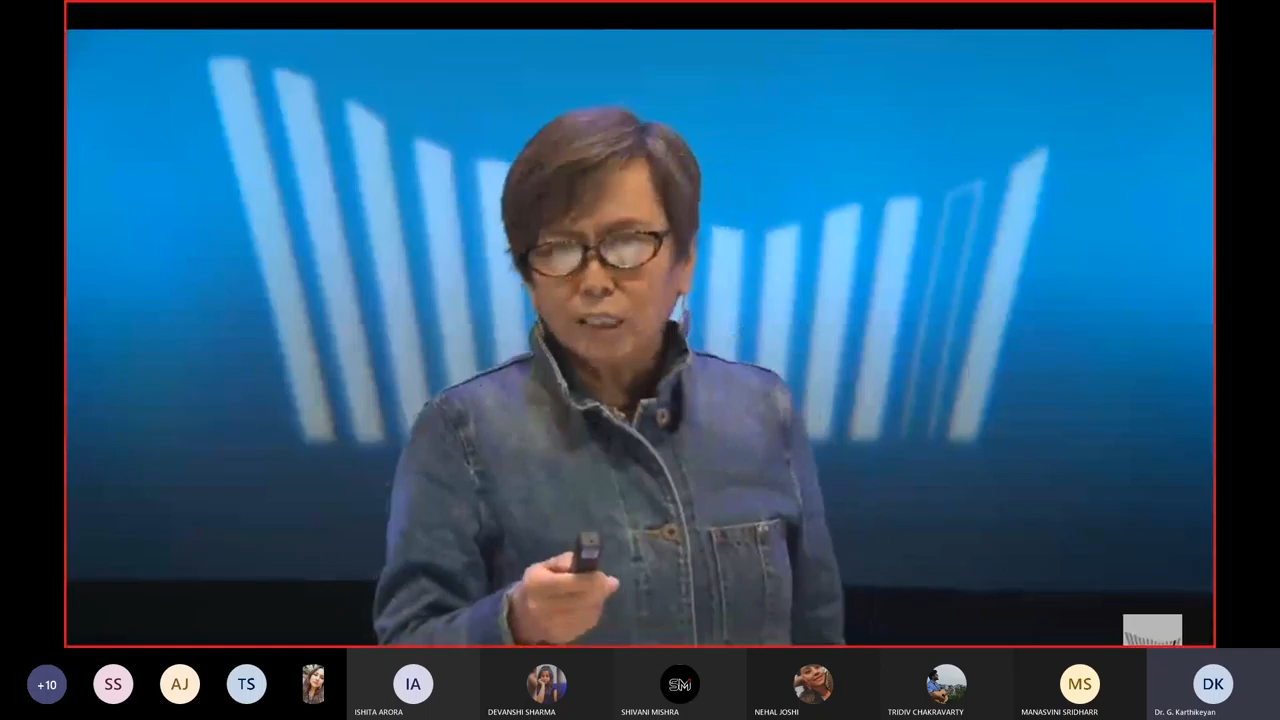 +10
SS
AJ
TS
IA
SM
MS
DK
ISHITA ARORA
DEVANSHI SHARMA
SHIVANI MISHRA
NEHAL JOSHI
TRIDIV CHAKRAVARTY
MANASVINI SRIDHARR
Dr. G. Karthikeyan